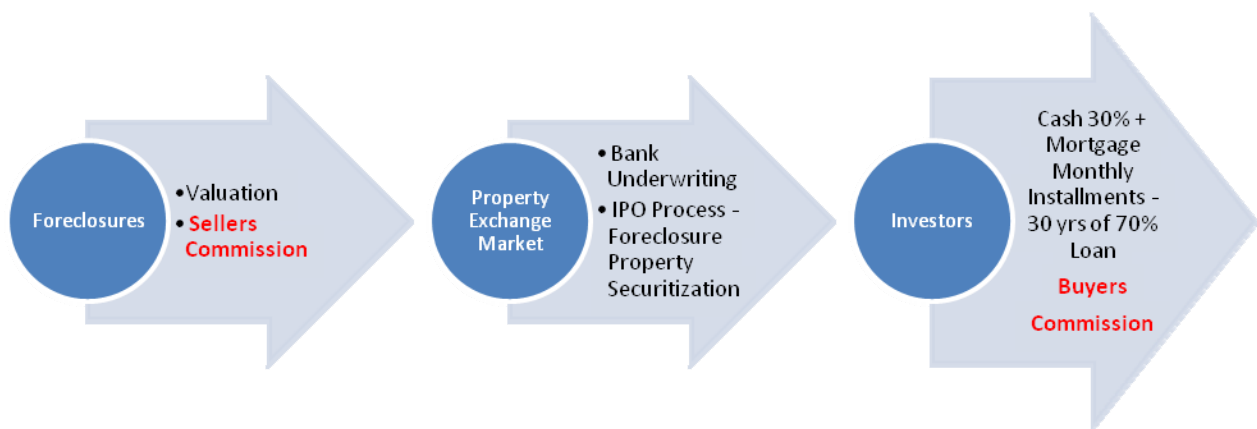 Foreclosures
•Valuation
• Sellers
Commission
Property
Exchange
Market
• Bank
Underwriting
• IPO Process -
Foreclosure
Property
Securitization
Investors
Cash 30% +
Mortgage
Monthly
Installments -
30 yrs of 70%
Loan
Buyers
Commission